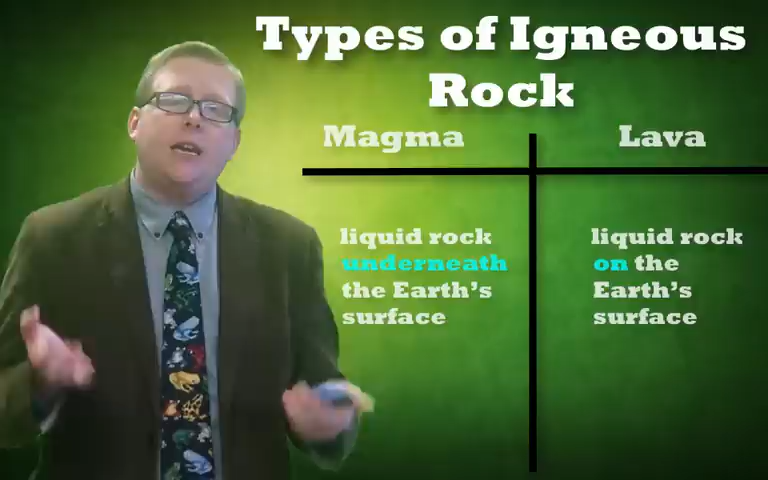 Types of Igneous
Rock
Magma
Lava
liquid rock
underneath
the Earth's
surface
liquid rock
on the
Earth's
surface